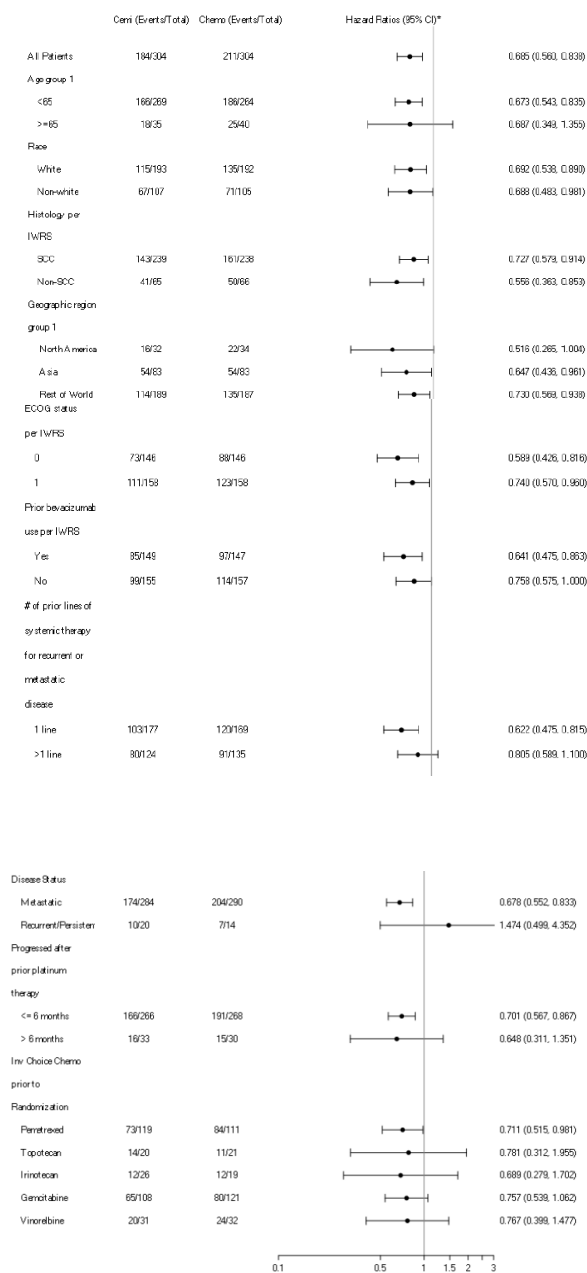 Cemi (Events/Total) Chemo (Events/Total) Hazard Ratios (95% CI)*
All Patients 184/304 211/304 0.685 (0.560, 0.838)
Age group 1
<65 166/269 186/264 0.673 (0.543, 0.835)
>=65 18/35 25/40 0.687 (0.349, 1.355)
Race
White 115/193 135/192 0.692 (0.538, 0.890)
Non-white 67/107 71/105 0.688 (0.483, 0.981)
Histology per
IWRS
SCC 143/239 161/238 0.727 (0.579, 0.914)
Non-SCC 41/65 50/66 0.556 (0.363, 0.853)
Geographic region
group 1
North America 16/32 22/34 0.516 (0.265, 1.004)
Asia 54/83 54/83 0.647 (0.436, 0.961)
Rest of World 114/189 135/187 0.730 (0.569, 0.938)
ECOG status
per IWRS
0 73/146 88/146 0.589 (0.426, 0.816)
1 111/158 123/158 0.740 (0.570, 0.960)
Prior bevacizumab
use per IWRS
Yes 85/149 97/147 0.641 (0.475, 0.863)
No 99/155 114/157 0.758 (0.575, 1.000)
# of prior lines of
systemic therapy
for recurrent or
metastatic
disease
1 line 103/177 120/169 0.622 (0.475, 0.815)
>1 line 80/124 91/135 0.805 (0.589, 1.100)
Disease Status
Metastatic 174/284 204/290 0.678 (0.552, 0.833)
Recurrent/Persisten 10/20 7/14 1.474 (0.499, 4.352)
Progressed after
prior platinum
therapy
<= 6 months 166/266 191/268 0.701 (0.567, 0.867)
> 6 months 16/33 15/30 0.648 (0.311, 1.351)
Inv Choice Chemo
prior to
Randomization
Pemetrexed 73/119 84/111 0.711 (0.515, 0.981)
Topotecan 14/20 11/21 0.781 (0.312, 1.955)
Irinotecan 12/26 12/19 0.689 (0.279, 1.702)
Gemcitabine 65/108 80/121 0.757 (0.539, 1.062)
Vinorelbine 20/31 24/32 0.767 (0.399, 1.477)
0.1 0.5 1 1.5 2 3